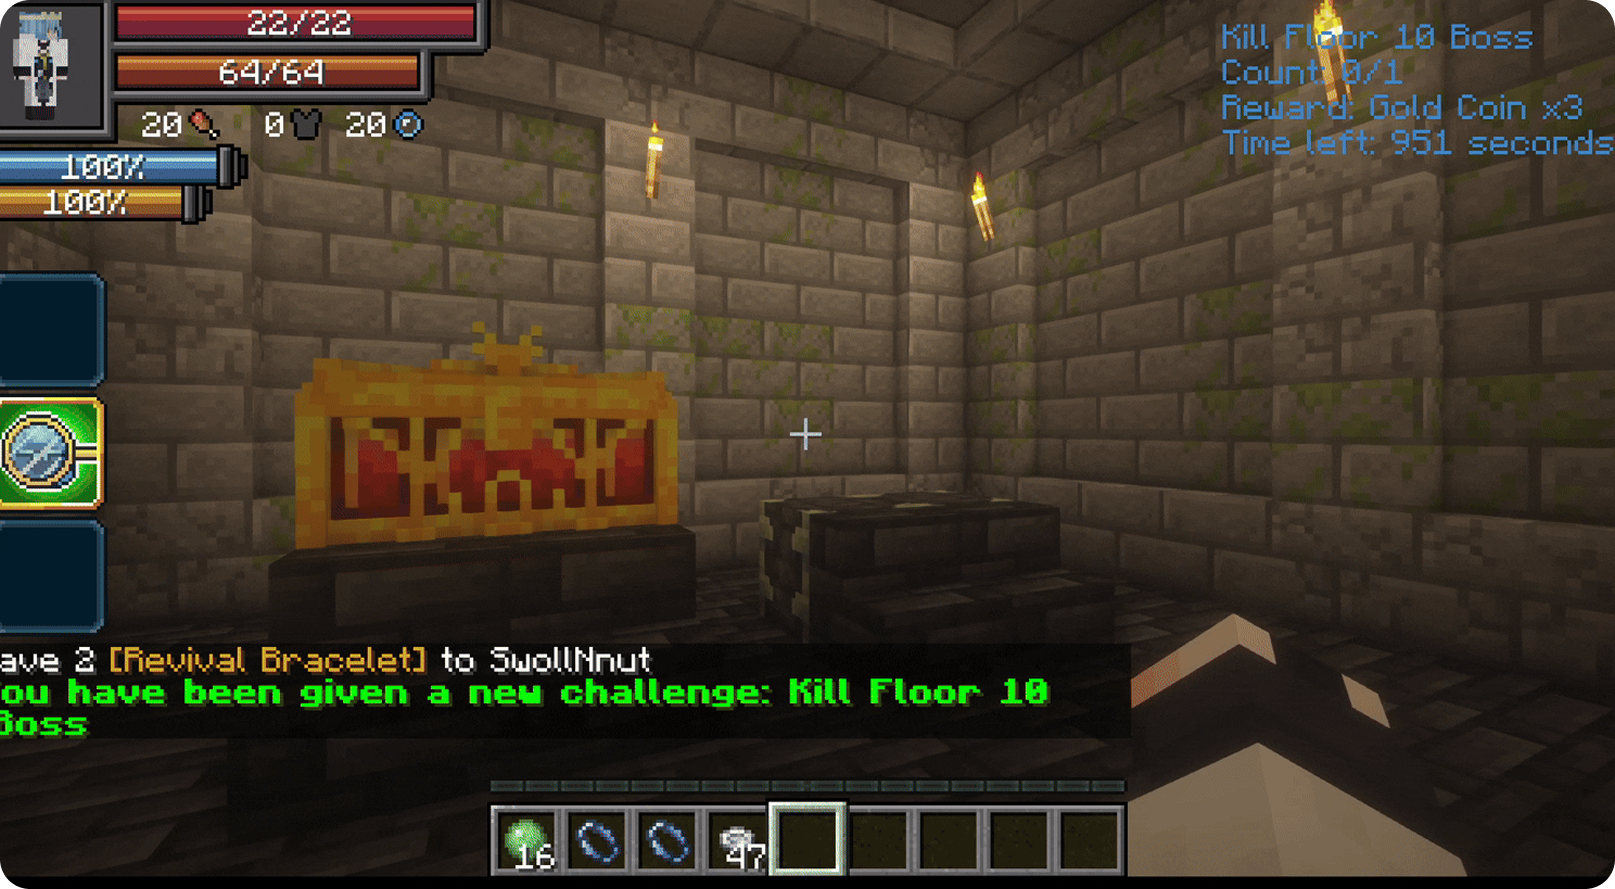 22/22
64/64
20 0 20
100%
100%
Kill Floor 10 Boss
Count: 0/1
Reward: Gold Coin x3
Time left: 951 seconds
ave 2 [Revival Bracelet] to SwollNnut
ou have been given a new challenge: Kill Floor 10
Boss
16 47